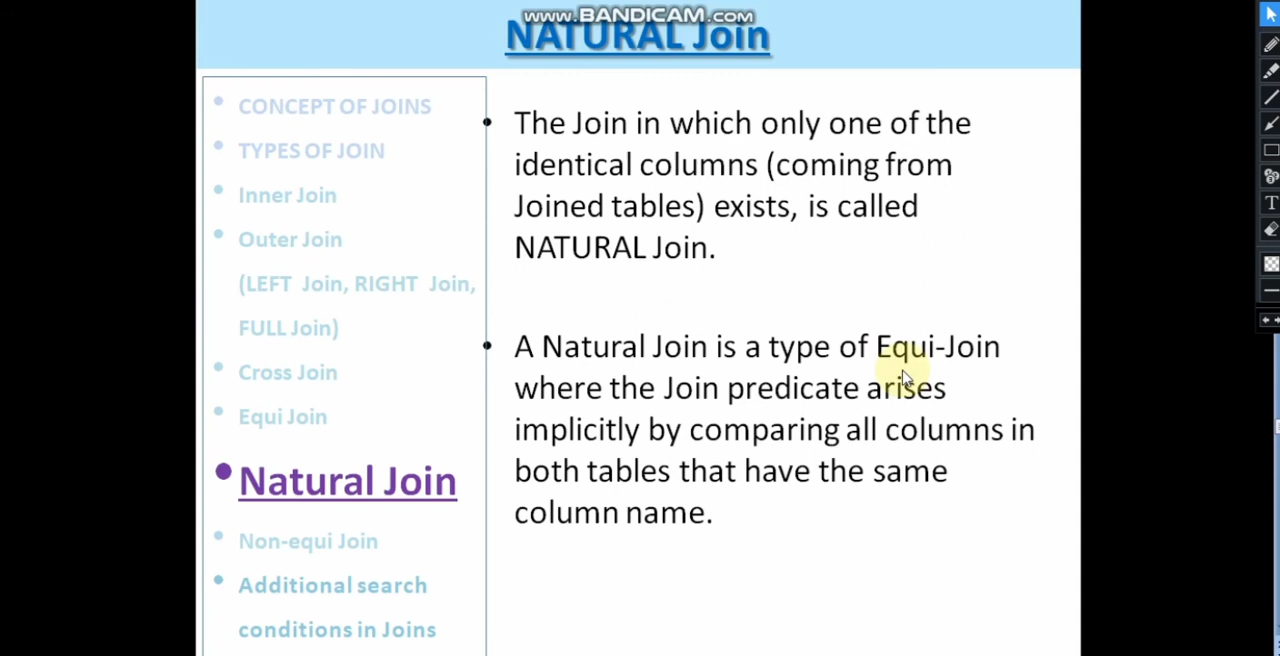 www.BANDICAM.com
NATURAL Join
CONCEPT OF JOINS
TYPES OF JOIN
Inner Join
Outer Join
(LEFT Join, RIGHT Join,
FULL Join)
Cross Join
Equi Join
Natural Join
Non-equi Join
Additional search
conditions in Joins
The Join in which only one of the
identical columns (coming from
Joined tables) exists, is called
NATURAL Join.
A Natural Join is a type of Equi-Join
where the Join predicate arises
implicitly by comparing all columns in
both tables that have the same
column name.